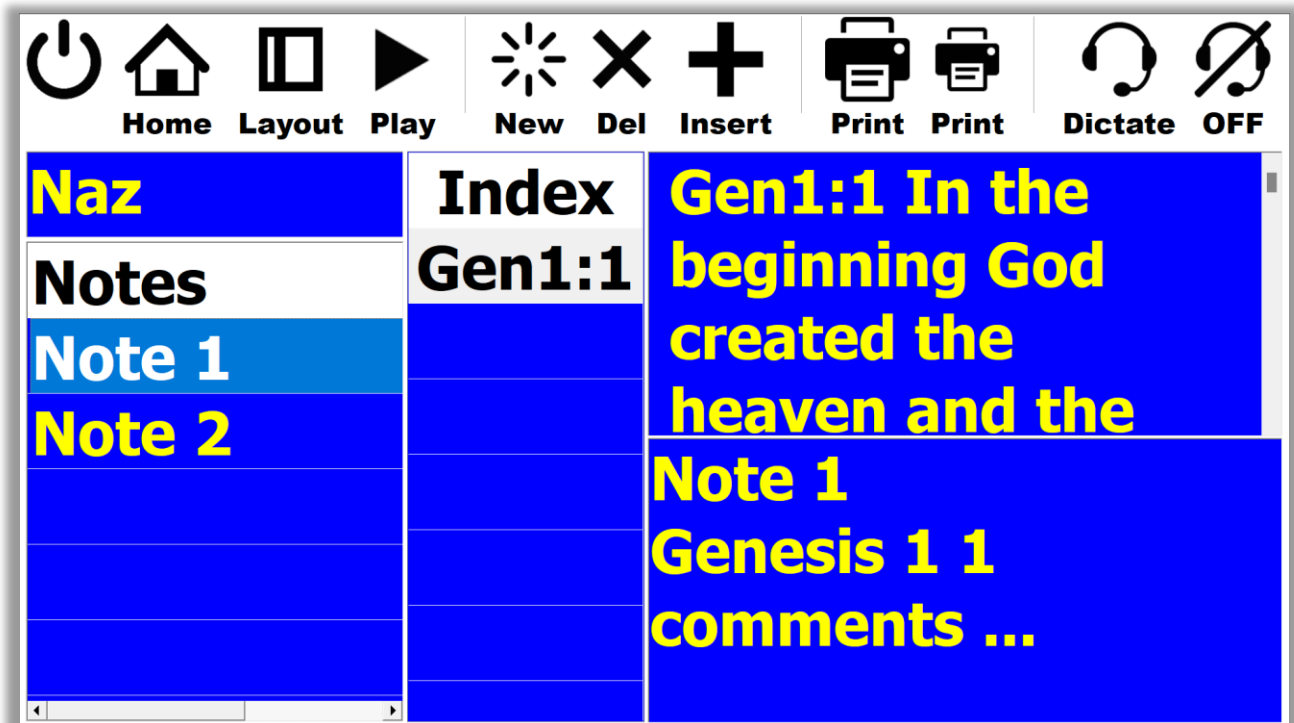 Home Layout Play New Del Insert Print Print Dictate OFF
Naz
Notes
Note 1
Note 2
Index
Gen1:1
Gen1:1 In the
beginning God
created the
heaven and the
Note 1
Genesis 1 1
comments ...